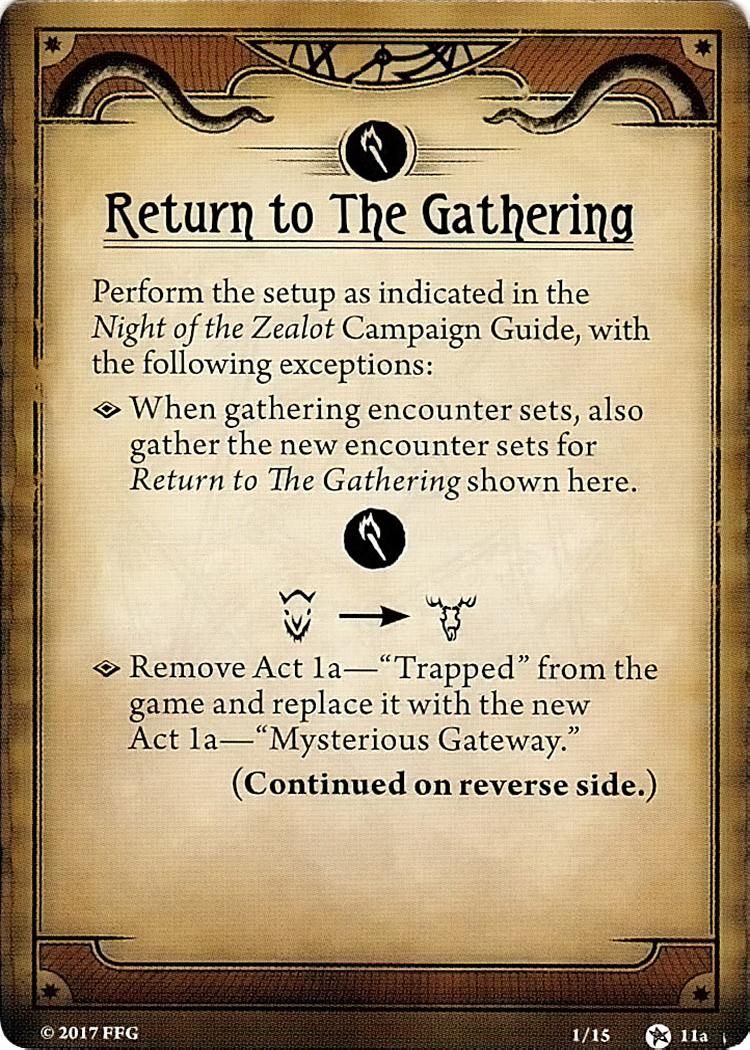 Return to The Gathering
Perform the setup as indicated in the
Night of the Zealot Campaign Guide, with
the following exceptions:
When gathering encounter sets, also
gather the new encounter sets for
Return to The Gathering shown here.
Remove Act 1a—“Trapped” from the
game and replace it with the new
Act 1a—“Mysterious Gateway.”
(Continued on reverse side.)
© 2017 FFG
1/15
11a